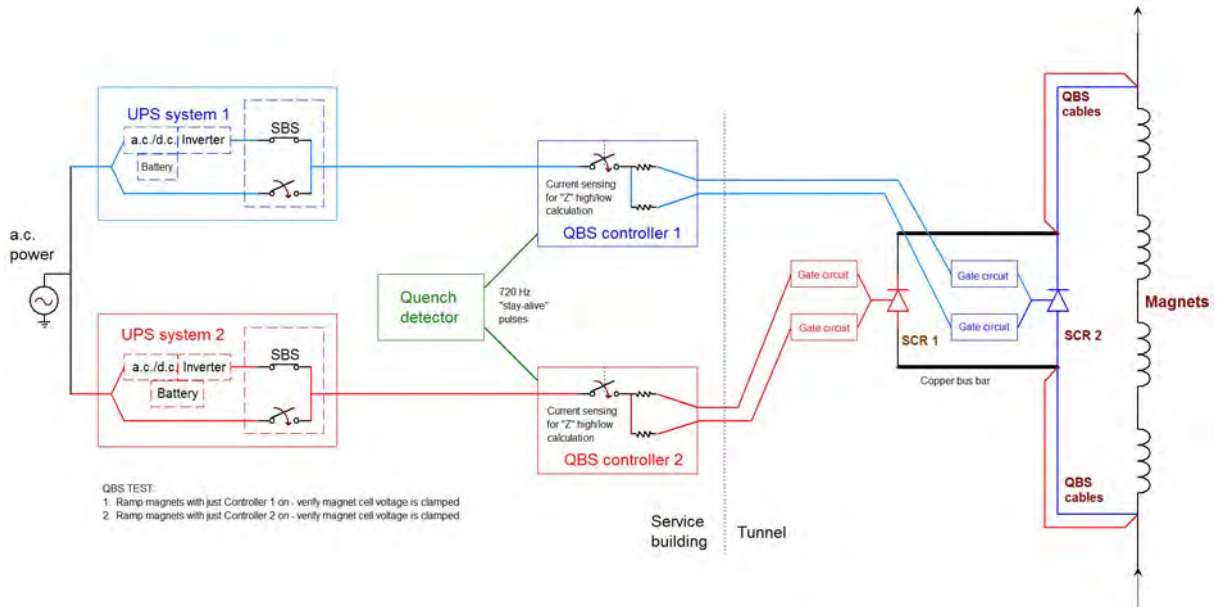 UPS system 1
a.c./d.c. Inverter
SBS
Battery
a.c.
power
Current sensing
for "Z" high/low
calculation
QBS controller 1
Quench
detector
720 Hz
"stay-alive"
pulses
UPS system 2
a.c./d.c. Inverter
SBS
Battery
Current sensing
for "Z" high/low
calculation
QBS controller 2
Gate circuit
Gate circuit
SCR 1
Gate circuit
Gate circuit
SCR 2
Copper bus bar
QBS
cables
Magnets
QBS
cables
QBS TEST:
1. Ramp magnets with just Controller 1 on - verify magnet cell voltage is clamped
2. Ramp magnets with just Controller 2 on - verify magnet cell voltage is clamped
Service
building
Tunnel